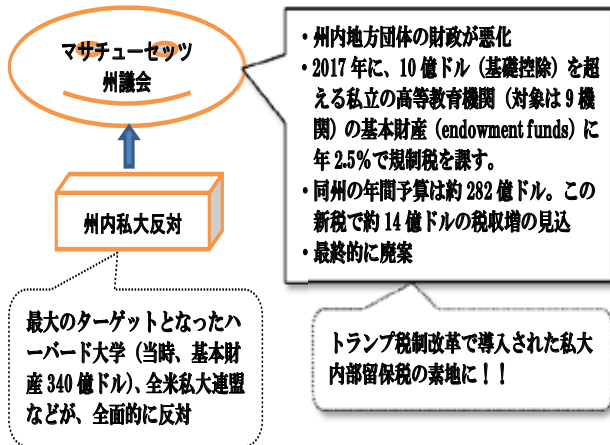 マサチューセッツ
州議会
・州内地方団体の財政が悪化
・2017年に、10億ドル（基礎控除）を超
える私立の高等教育機関（対象は9機
関）の基本財産（endowment funds）に
年2.5%で規制税を課す。
・同州の年間予算は約282億ドル。この
新税で約14億ドルの税収増の見込
・最終的に廃案
州内私大反対
最大のターゲットとなったハ
ーバード大学（当時、基本財
産340億ドル）、全米私大連盟
などが、全面的に反対
トランプ税制改革で導入された私大
内部留保税の素地に！！